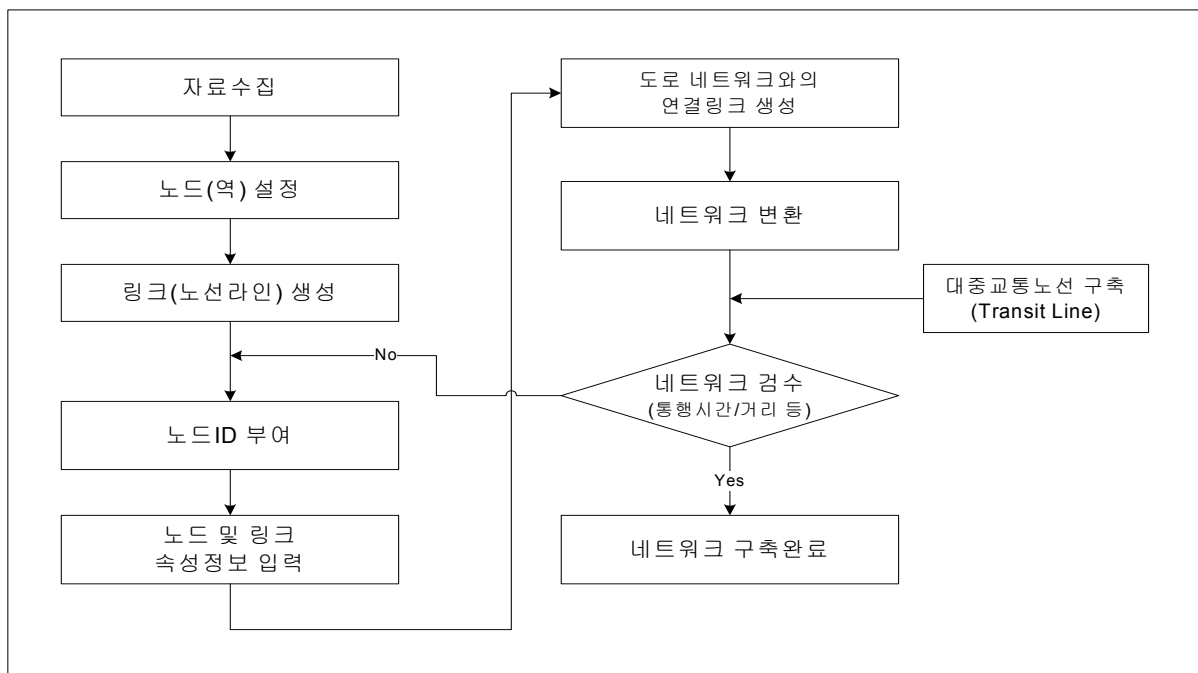 자료수집
노드(역) 설정
링크(노선라인) 생성
노드ID 부여
노드 및 링크
속성정보 입력
도로 네트워크와의
연결링크 생성
네트워크 변환
대중교통노선 구축
(Transit Line)
네트워크 검수
(통행시간/거리 등)
No
Yes
네트워크 구축완료